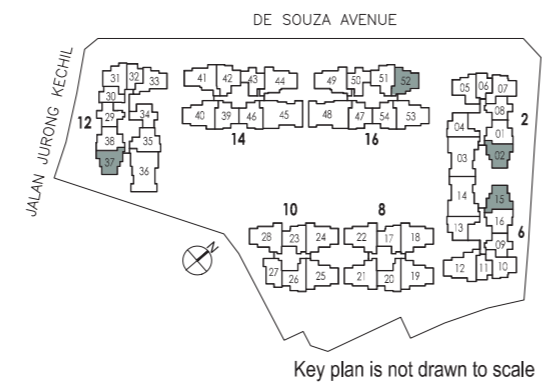 DE SOUZA AVENUE
JALAN JURONG KECHIL
31 32 33
30
29 34
12
38 35
37
36
41 42 43 44
40 39 46 45
14
49 50 51 52
48 47 54 53
16
05 06 07
08
04 01
2
03 02
14 15
13 16
6
09
12 11 10
10
28 23 24
27 26 25
8
22 17 18
21 20 19
N
Key plan is not drawn to scale